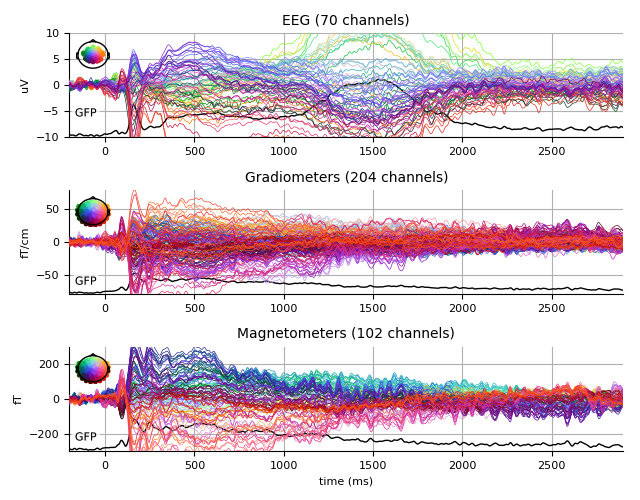 EEG (70 channels)
10
5
0
−5
−10
uV
GFP
0 500 1000 1500 2000 2500
Gradiometers (204 channels)
50
0
−50
fT/cm
GFP
0 500 1000 1500 2000 2500
Magnetometers (102 channels)
200
0
−200
fT
GFP
0 500 1000 1500 2000 2500
time (ms)